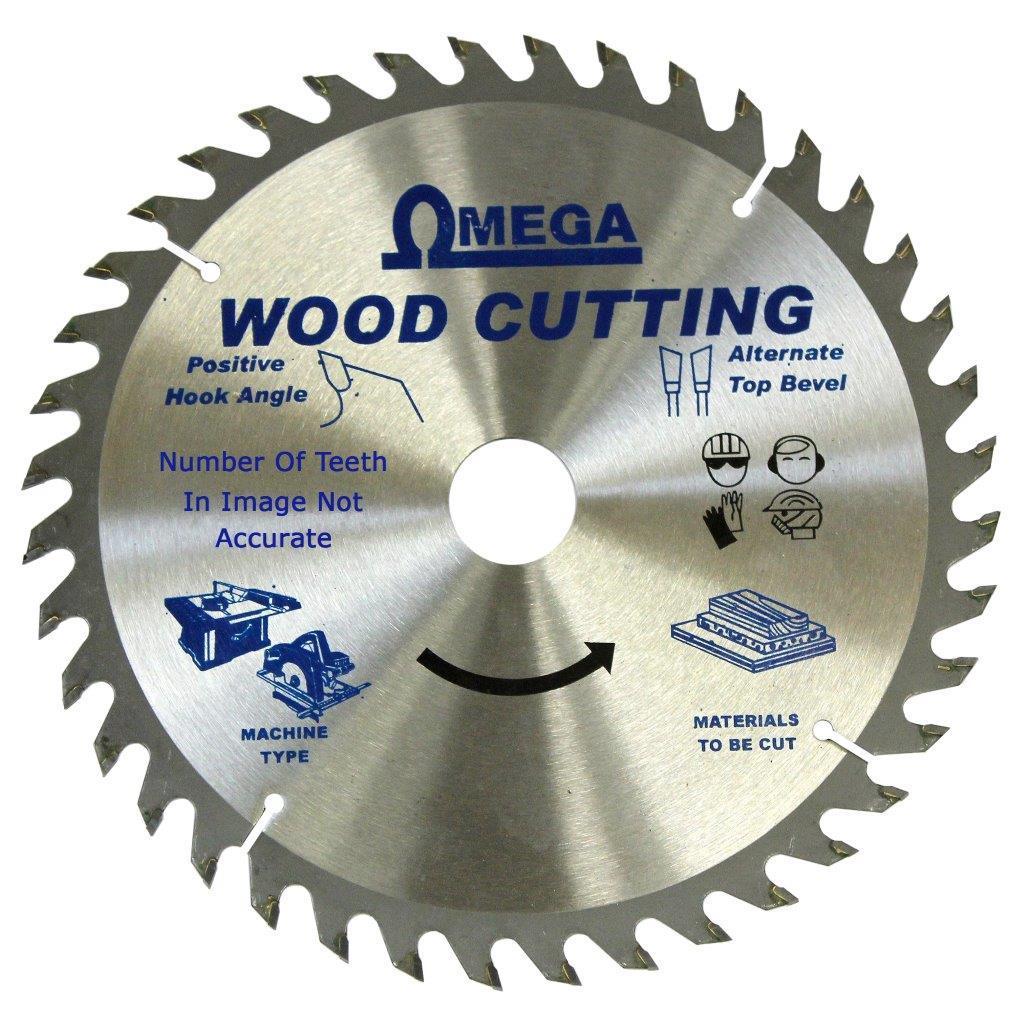 ΩMEGA
WOOD CUTTING
Positive
Hook Angle
Alternate
Top Bevel
Number Of Teeth
In Image Not
Accurate
MACHINE
TYPE
MATERIALS
TO BE CUT